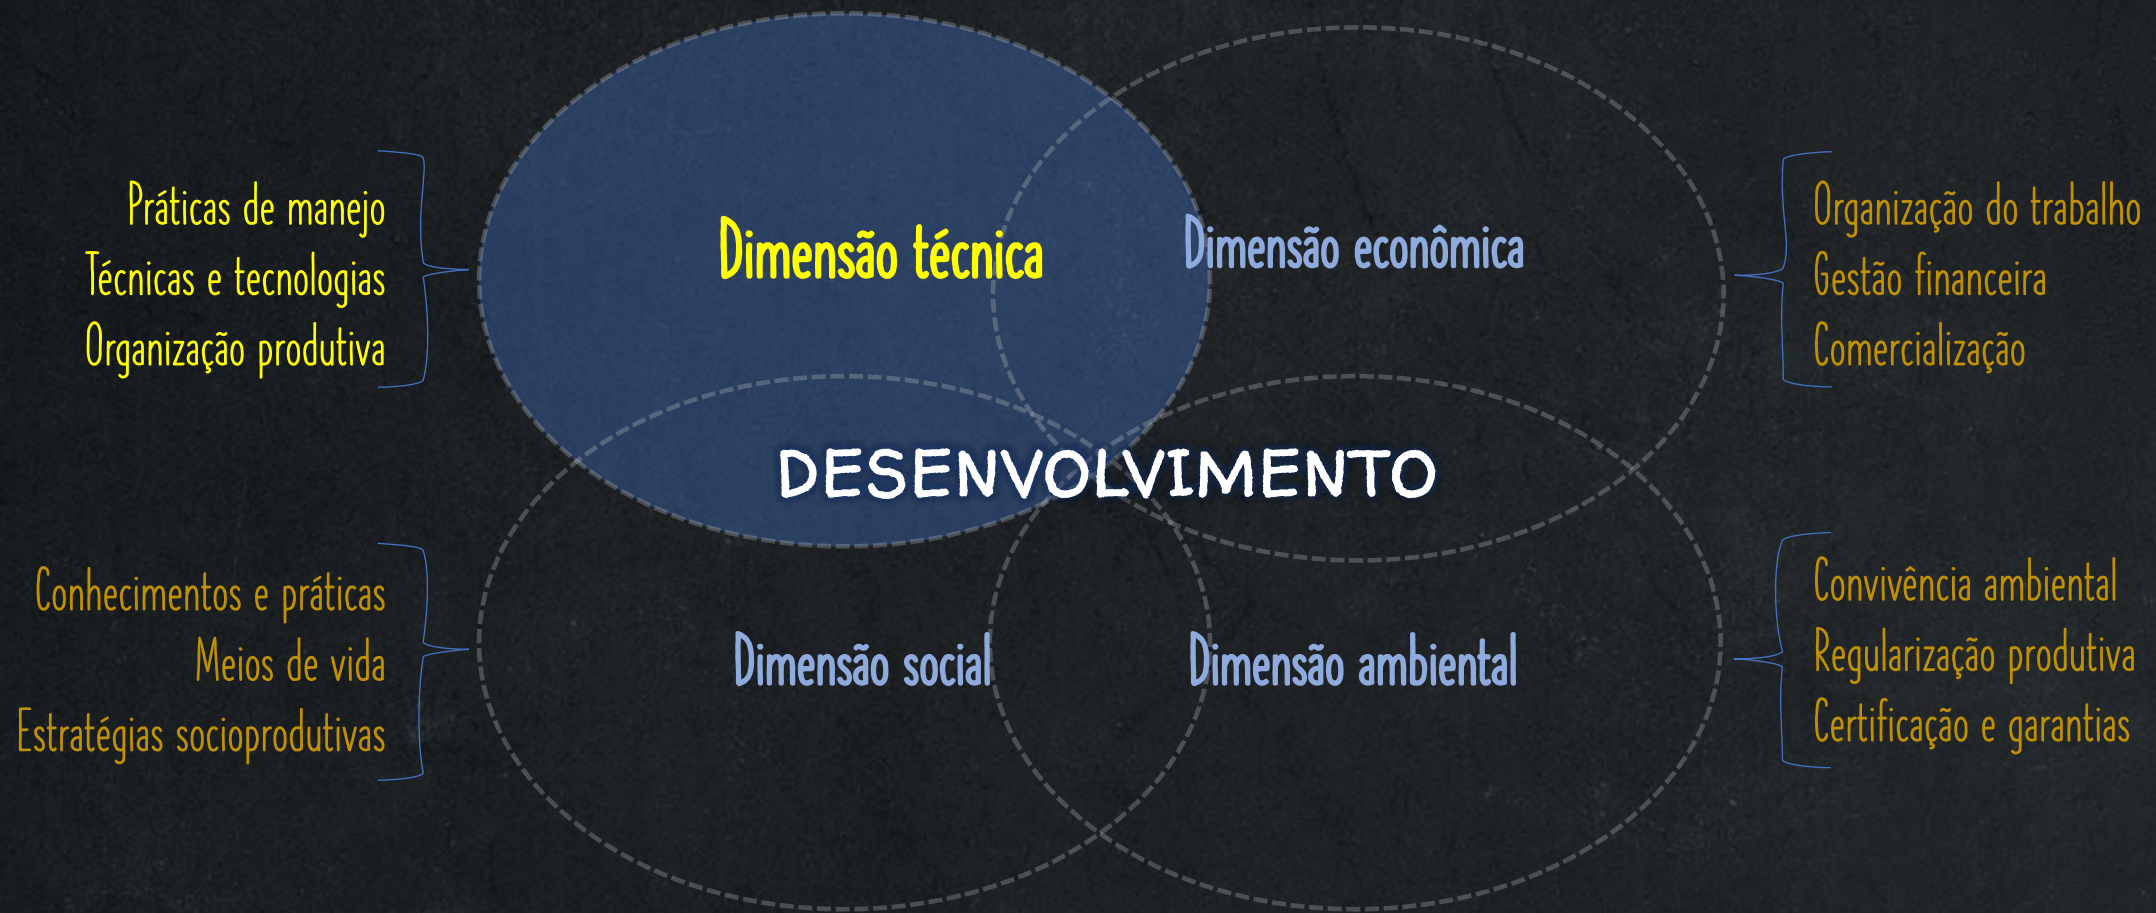 Práticas de manejo
Técnicas e tecnologias
Organização produtiva
Dimensão técnica
Dimensão econômica
Organização do trabalho
Gestão financeira
Comercialização
DESENVOLVIMENTO
Conhecimentos e práticas
Meios de vida
Estratégias socioprodutivas
Dimensão social
Dimensão ambiental
Convivência ambiental
Regularização produtiva
Certificação e garantias